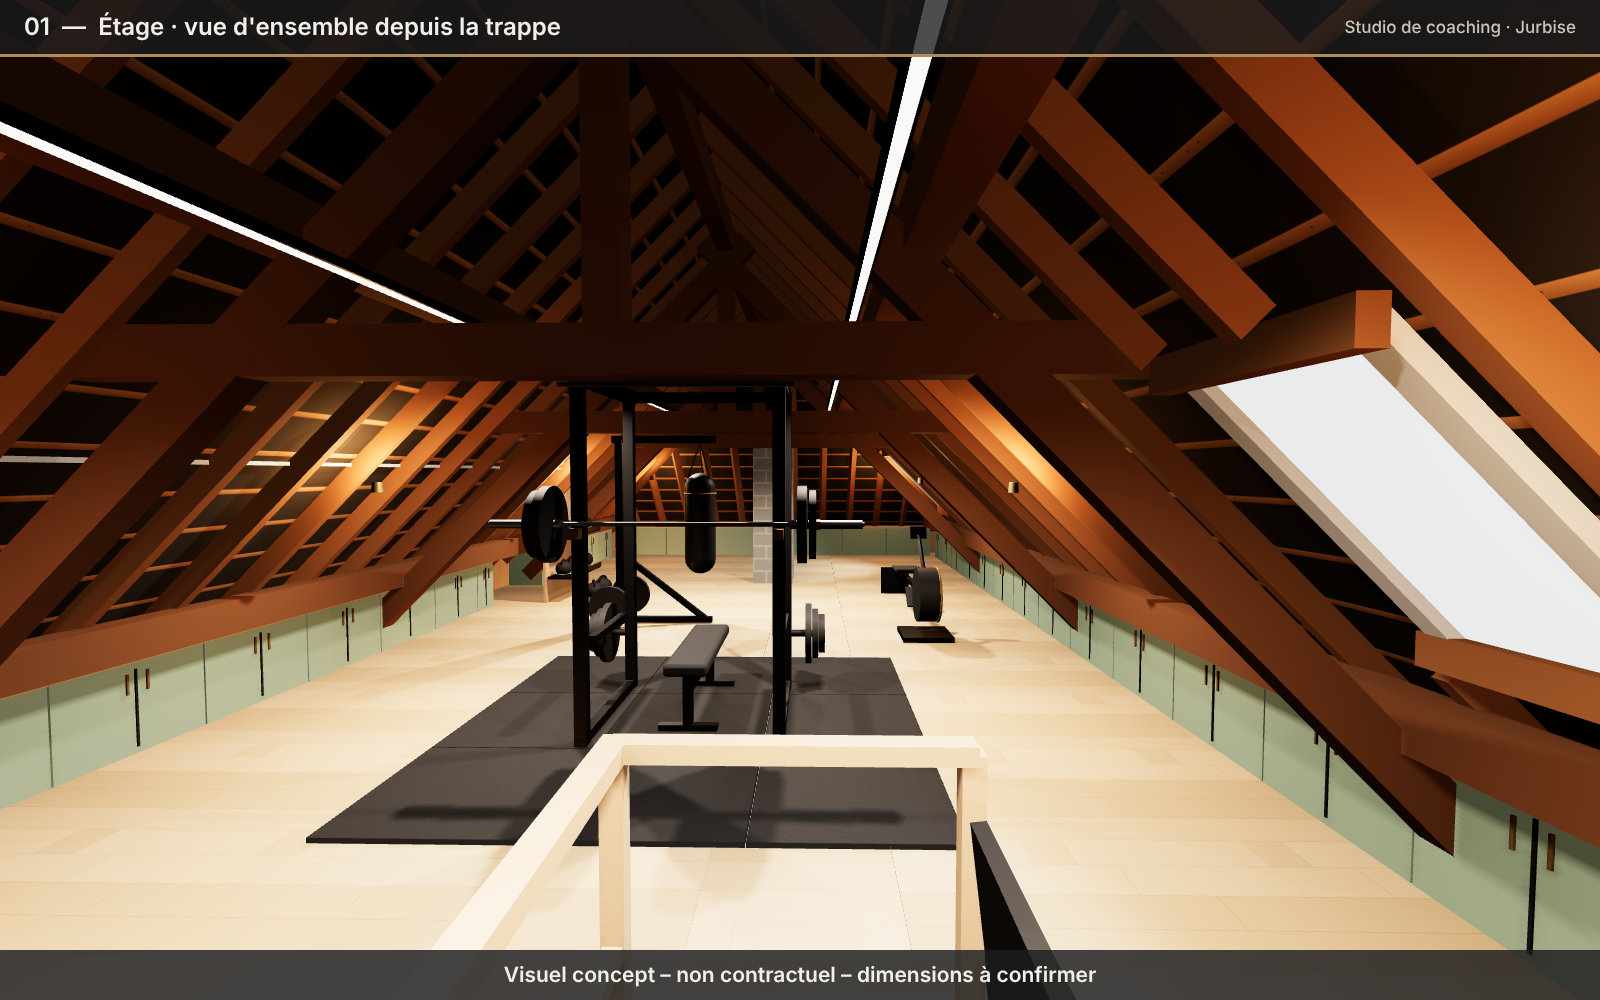 01 — Étage · vue d'ensemble depuis la trappe
Studio de coaching · Jurbise
Visuel concept – non contractuel – dimensions à confirmer